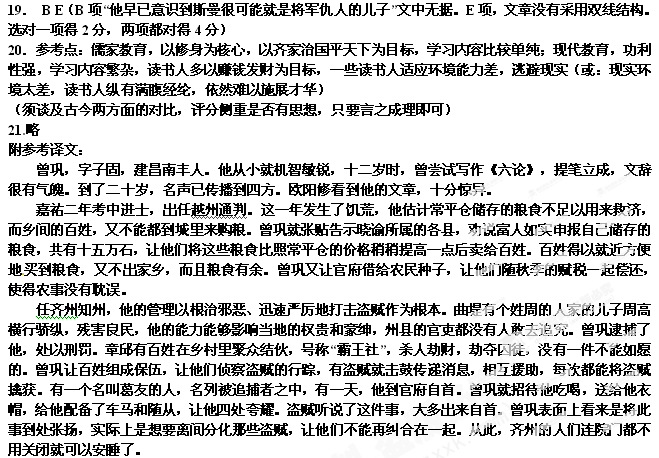 19． B E（B 项“他早已意识到斯曼很可能就是将军仇人的儿子”文中无据。E 项，文章没有采用双线结构。
选对一项得 2 分，两项都对得 4 分）
20．参考点：儒家教育，以修身为核心，以齐家治国平天下为目标，学习内容比较单纯；现代教育，功利
性强，学习内容繁杂，读书人多以赚钱发财为目标，一些读书人适应环境能力差，逃避现实（或：现实环
境太差，读书人纵有满腹经纶，依然难以施展才华）
（须谈及古今两方面的对比，评分侧重是否有思想，只要言之成理即可）
21.略
附参考译文：
曾巩，字子固，建昌南丰人。他从小就机智敏锐，十二岁时，曾尝试写作《六论》，提笔立成，文辞
很有气魄。到了二十岁，名声已传播到四方。欧阳修看到他的文章，十分惊异。
嘉祐二年考中进士，出任越州通判。这一年发生了饥荒，他估计常平仓储存的粮食不足以用来救济，
而乡间的百姓，又不能都到城里来购粮。曾巩就张贴告示晓谕所属的各县，劝说富人如实申报自己储存的
粮食，共有十五万石，让他们将这些粮食比照常平仓的价格稍稍提高一点后卖给百姓。百姓得以就近方便
地买到粮食，又不出家乡，而且粮食有余。曾巩又让官府借给农民种子，让他们随秋季的赋税一起偿还，
使得农事没有耽误。
任齐州知州，他的管理以根治邪恶、迅速严厉地打击盗贼作为根本。曲堤有个姓周的人家的儿子周高
横行骄纵，残害良民，他的能力能够影响当地的权贵和豪绅，州县的官吏都没有人敢去追究。曾巩逮捕了
他，处以刑罚。章邱有百姓在乡村里聚众结伙，号称“霸王社”，杀人劫财，劫夺囚徒，没有一件不能如愿
的。曾巩让百姓组成保伍，让他们侦察盗贼的行踪，有盗贼就击鼓传递消息，相互援助，每次都能将盗贼
擒获。有一个名叫葛友的人，名列被追捕者之中，有一天，他到官府自首。曾巩就招待他吃喝，送给他衣
帽，给他配备了车马和随从，让他四处夸耀。盗贼听说了这件事，大多出来自首。曾巩表面上看来是将此
事到处张扬，实际上是想要离间分化那些盗贼，让他们不能再纠合在一起。从此，齐州的人们连院门都不
用关闭就可以安睡了。